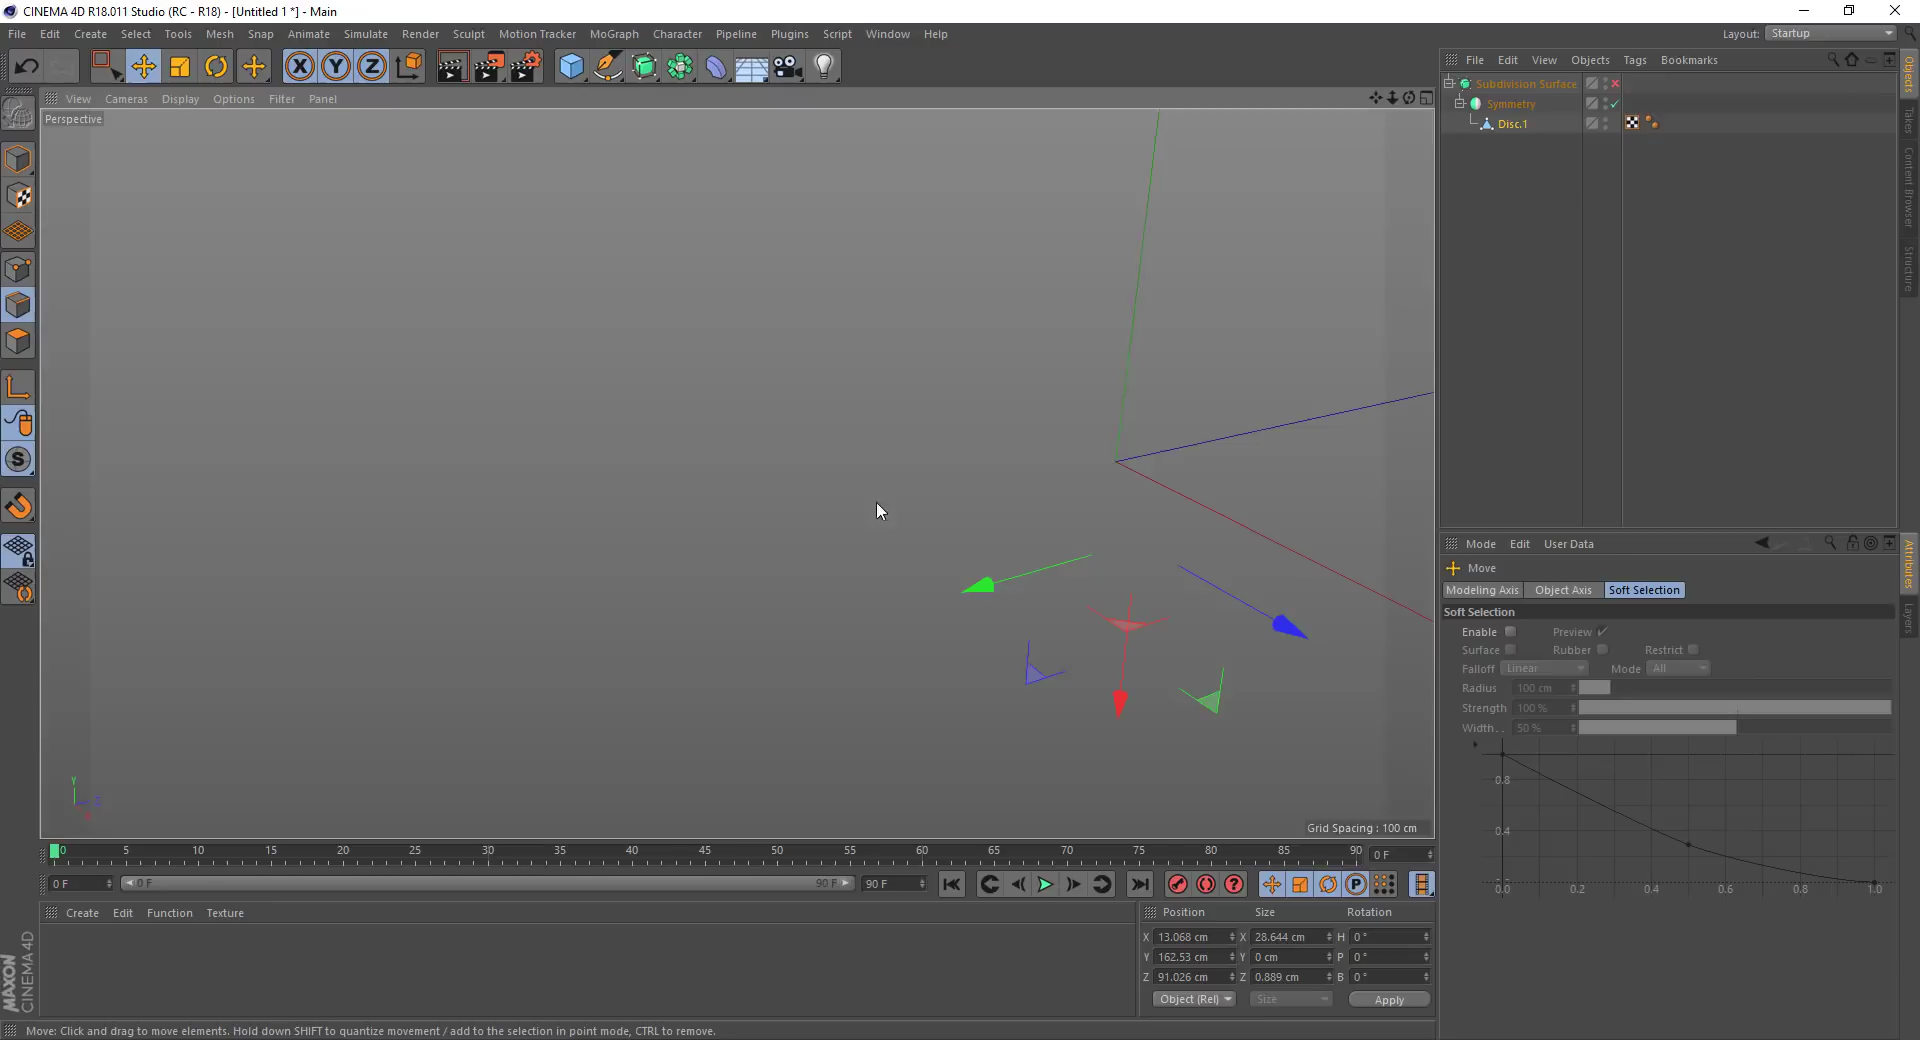 CINEMA 4D R18.011 Studio (RC - R18) - [Untitled 1 *] - Main
File Edit Create Select Tools Mesh Snap Animate Simulate Render Sculpt Motion Tracker MoGraph Character Pipeline Plugins Script Window Help
Layout: Startup
View Cameras Display Options Filter Panel
Perspective
Y
Z
X
Grid Spacing : 100 cm
File Edit View Objects Tags Bookmarks
Subdivision Surface
Symmetry
Disc.1
Objects
Takes
Content Browser
Structure
Mode Edit User Data
Move
Modeling Axis Object Axis Soft Selection
Soft Selection
Enable Preview
Surface Rubber Restrict
Falloff Linear Mode All
Radius 100 cm
Strength 100 %
Width . . 50 %
0.8
0.4
0.0 0.2 0.4 0.6 0.8 1.0
Attributes
Layers
0 5 10 15 20 25 30 35 40 45 50 55 60 65 70 75 80 85 90 0 F
0 F 0 F 90 F 90 F
Create Edit Function Texture
Position Size Rotation
X 13.068 cm X 28.644 cm H 0 °
Y 162.53 cm Y 0 cm P 0 °
Z 91.026 cm Z 0.889 cm B 0 °
Object (Rel) Size Apply
MAXON
CINEMA 4D
Move: Click and drag to move elements. Hold down SHIFT to quantize movement / add to the selection in point mode, CTRL to remove.